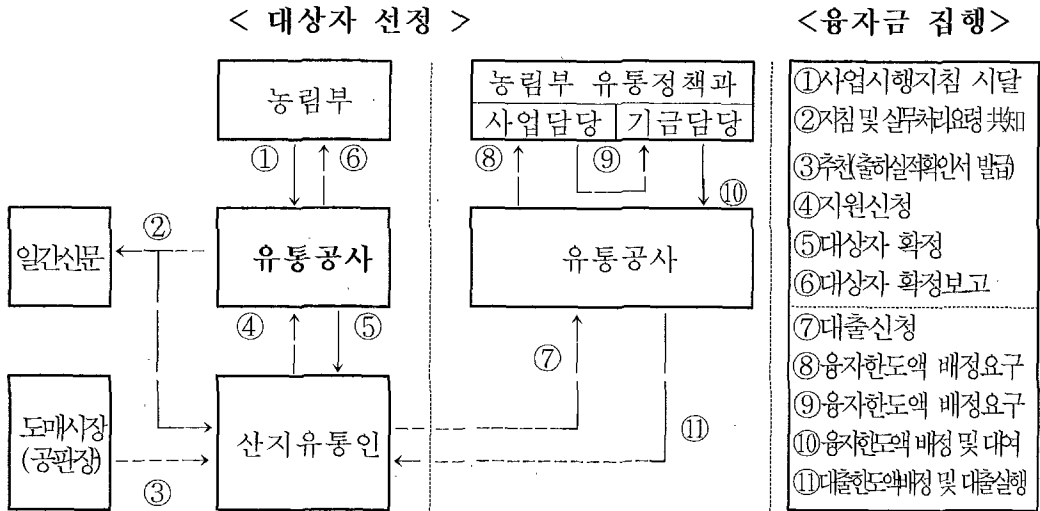 < 대상자 선정 >
<융자금 집행>
농림부
농림부 유통정책과
사업담당 기금담당
① ⑥
⑧ ⑨
⑩
② 
일간신문
유통공사
유통공사
④ ⑤
⑦
도매시장
(공판장)
산지유통인
⑪
③
①사업시행지침 시달
②지침 및 실무처리요령 共知
③추천(출하실적확인서 발급)
④지원신청
⑤대상자 확정
⑥대상자 확정보고
⑦대출신청
⑧융자한도액 배정요구
⑨융자한도액 배정요구
⑩융자한도액 배정 및 대여
⑪대출한도액배정 및 대출실행